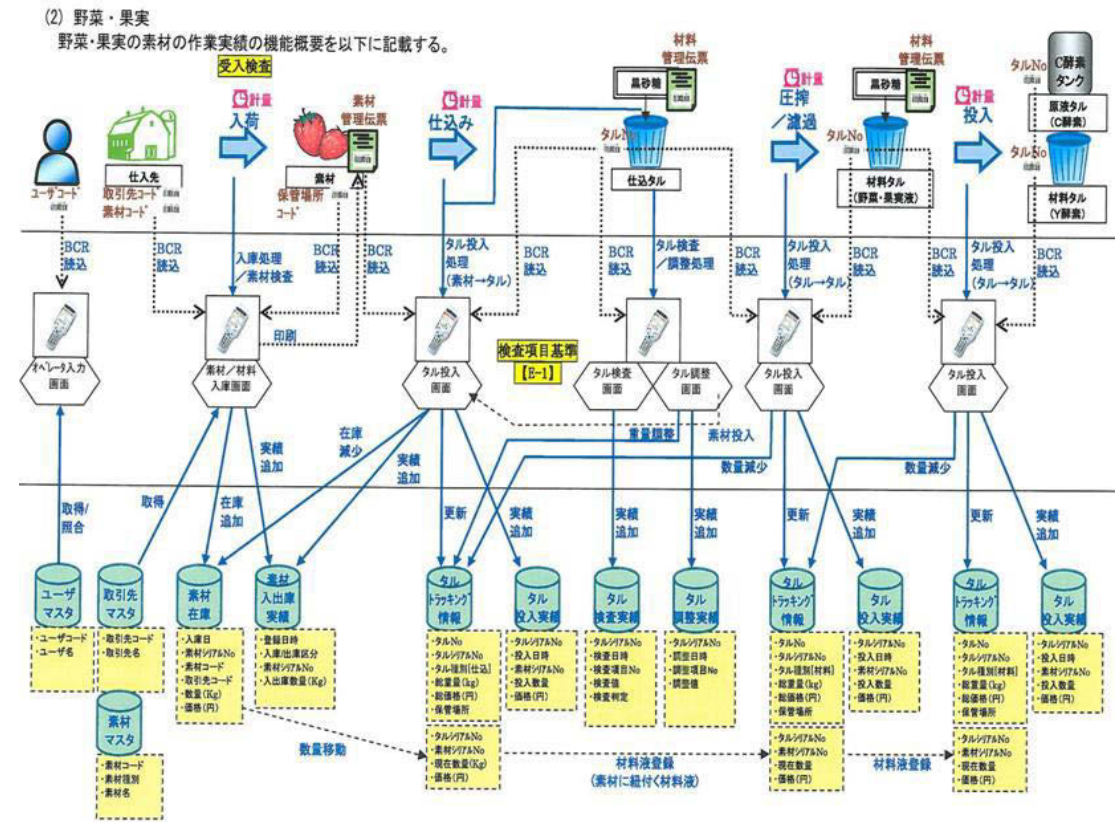 (2) 野菜・果実
野菜・果実の素材の作業実績の機能概要を以下に記載する。
受入検査
計量
入荷
素材
管理伝票
計量
仕込み
材料
管理伝票
黒砂糖
タルNo
仕込タル
計量
圧搾
／濾過
材料
管理伝票
黒砂糖
タルNo
材料タル
(野菜・果実液)
計量
投入
タルNo
C酵素
タンク
原液タル
(C酵素)
タルNo
材料タル
(Y酵素)
ユーザコード
仕入先
取引先コード
素材コード
素材
保管場所
コード
BCR
読込
BCR
読込
入庫処理
／素材検査
BCR
読込
BCR
読込
タル投入
処理
(素材→タル)
BCR
読込
BCR
読込
タル検査
／調整処理
BCR
読込
タル投入
処理
(タル→タル)
BCR
読込
BCR
読込
タル投入
処理
(タル→タル)
BCR
読込
印刷
検査項目基準
【E-1】
オペレータ入力
画面
素材／材料
入庫画面
タル投入
画面
タル検査
画面
タル調整
画面
タル投入
画面
タル投入
画面
重量調整
素材投入
数量減少
数量減少
取得/
照合
取得
在庫
追加
実績
追加
在庫
減少
実績
追加
更新
実績
追加
実績
追加
実績
追加
更新
実績
追加
更新
実績
追加
ユーザ
マスタ
・ユーザコード
・ユーザ名
取引先
マスタ
・取引先コード
・取引先名
素材
在庫
・入庫日
・素材シリアルNo
・素材コード
・取引先コード
・数量(Kg)
・価格(円)
素材
入出庫
実績
・登録日時
・入庫/出庫区分
・素材シリアルNo
・入出庫数量(Kg)
タル
トラッキング
情報
・タルNo
・タルシリアルNo
・タル種別[仕込]
・総重量(kg)
・総価格(円)
・保管場所
・タルシリアルNo
・素材シリアルNo
・現在数量(Kg)
・価格(円)
タル
投入実績
・タルシリアルNo
・投入日時
・素材シリアルNo
・投入数量
・価格(円)
タル
検査実績
・タルシリアルNo
・検査日時
・検査項目No
・検査値
・検査判定
タル
調整実績
・タルシリアルNo
・調整日時
・調整項目No
・調整値
タル
トラッキング
情報
・タルNo
・タルシリアルNo
・タル種別[材料]
・総重量(kg)
・総価格(円)
・保管場所
・タルシリアルNo
・素材シリアルNo
・現在数量
・価格(円)
タル
投入実績
・タルシリアルNo
・投入日時
・素材シリアルNo
・投入数量
・価格(円)
タル
トラッキング
情報
・タルNo
・タルシリアルNo
・タル種別[材料]
・総重量(kg)
・総価格(円)
・保管場所
・タルシリアルNo
・素材シリアルNo
・現在数量
・価格(円)
タル
投入実績
・タルシリアルNo
・投入日時
・素材シリアルNo
・投入数量
・価格(円)
素材
マスタ
・素材コード
・素材種別
・素材名
数量移動
材料液登録
(素材に紐付く材料液)
材料液登録